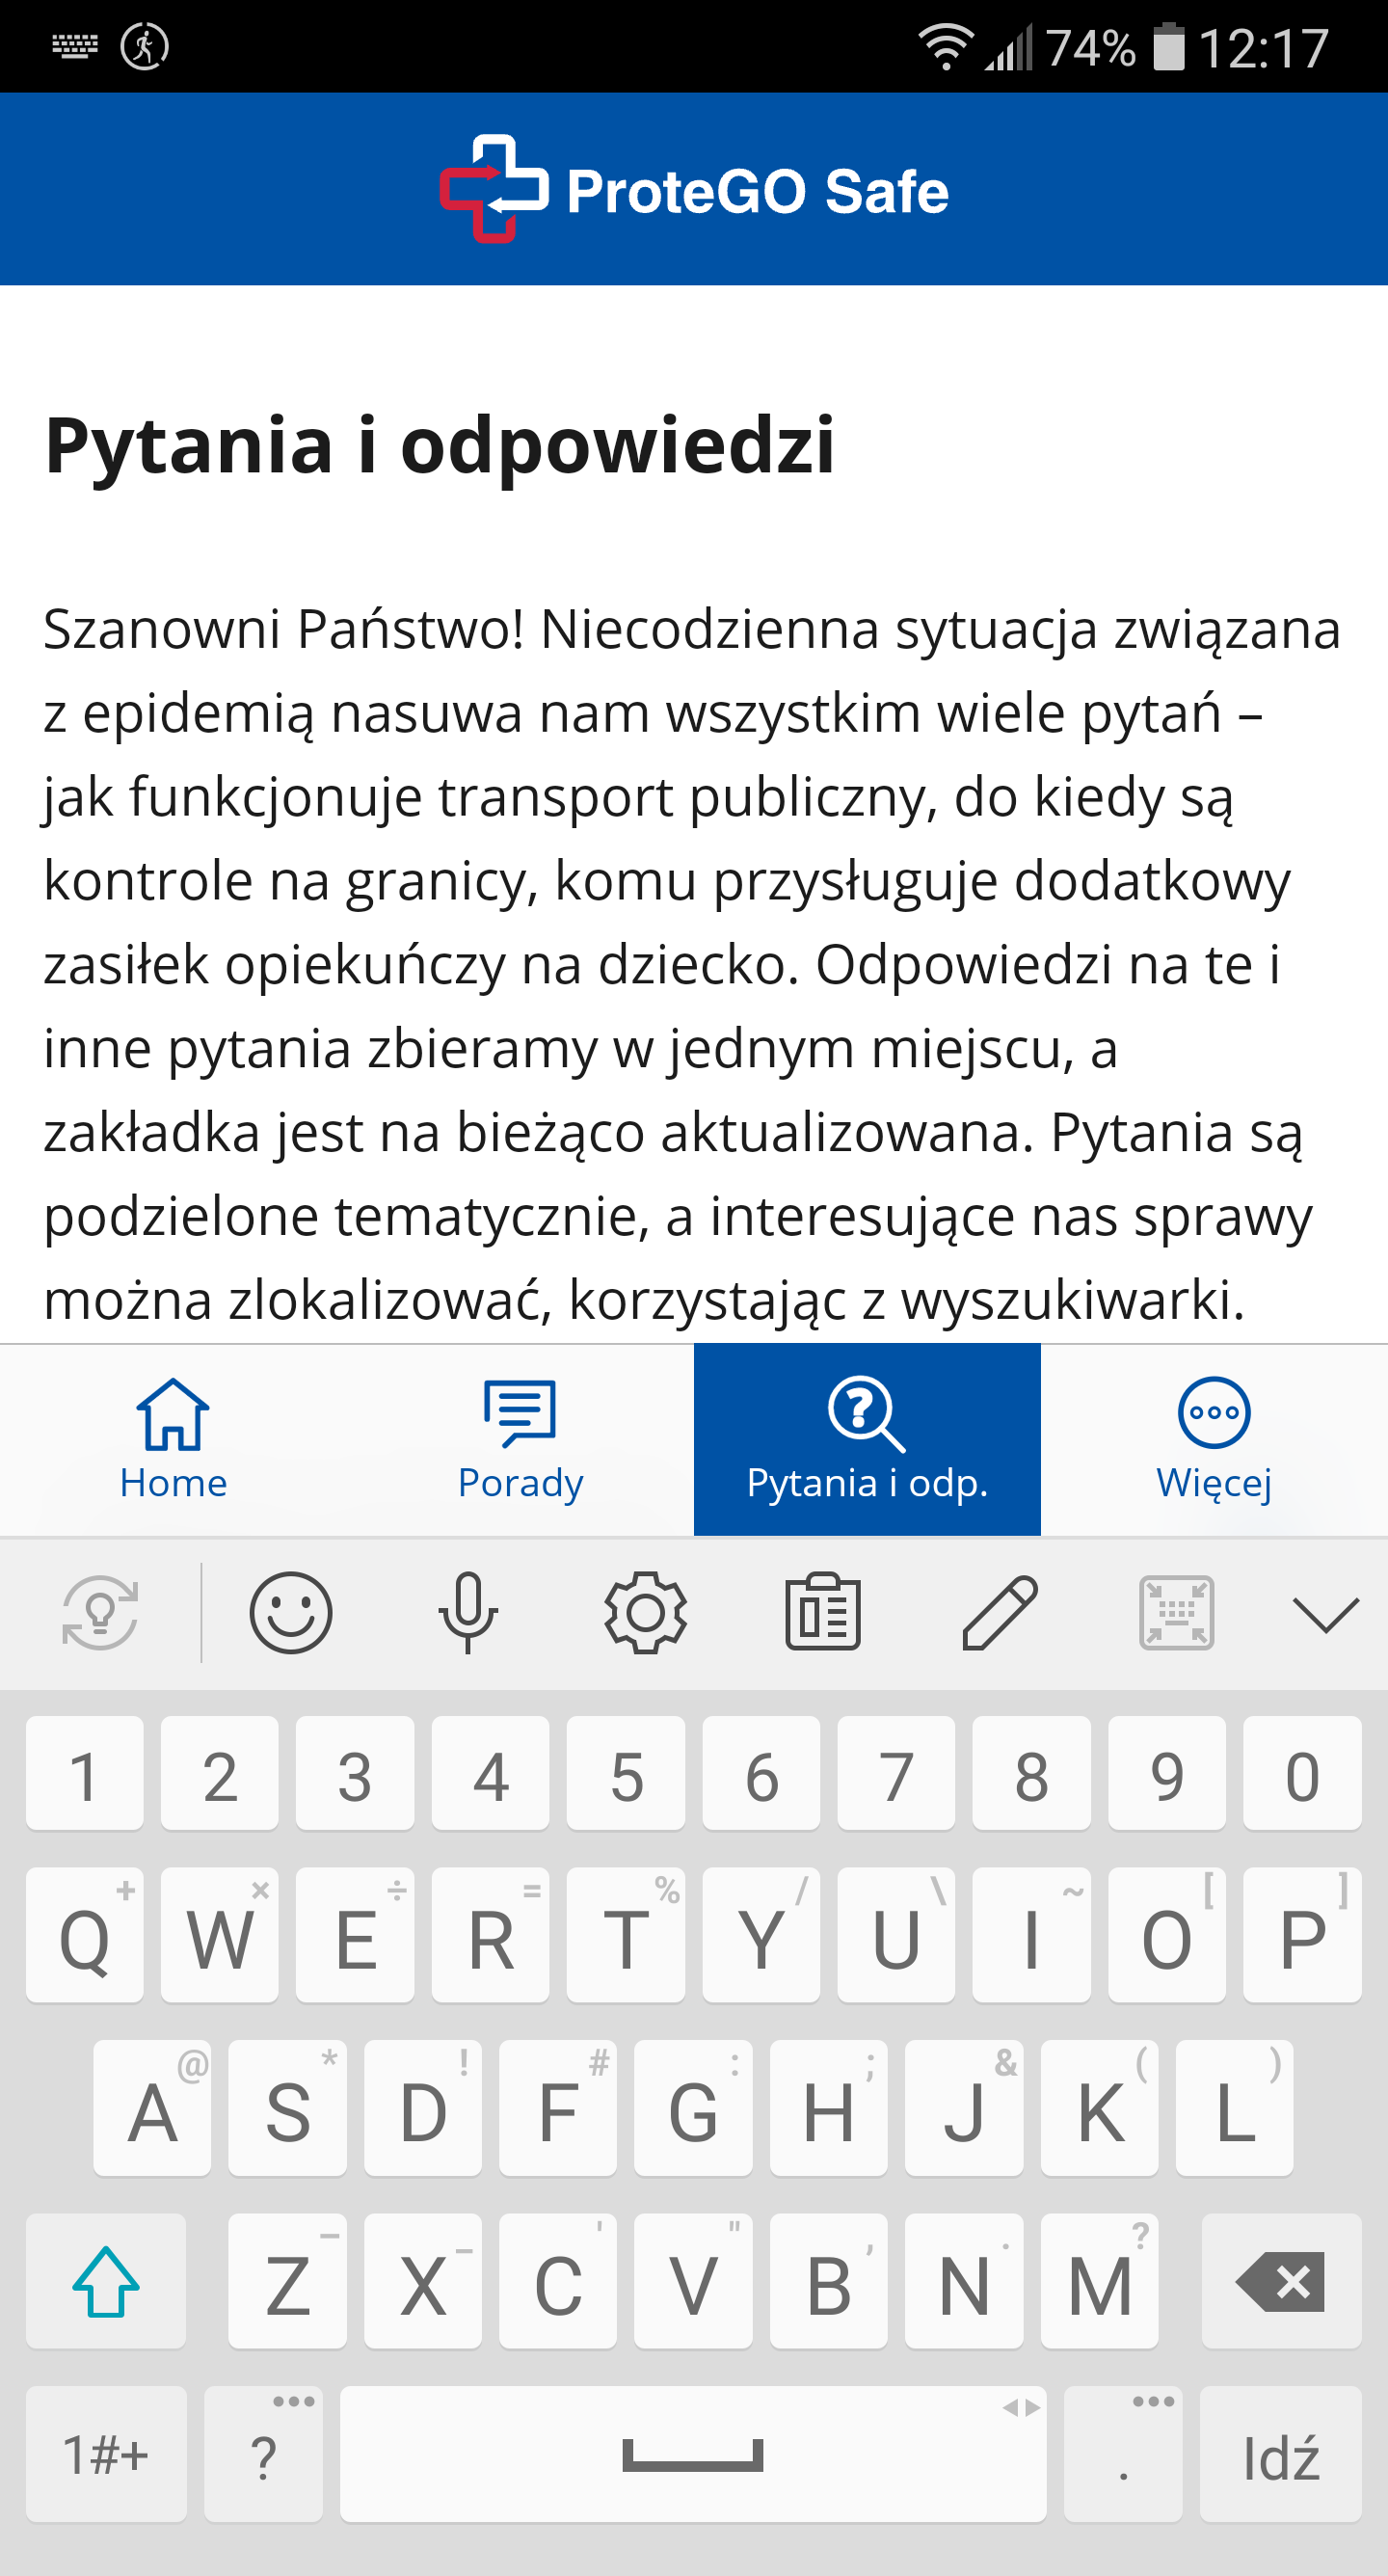 74% 12:17
ProteGO Safe
Pytania i odpowiedzi
Szanowni Państwo! Niecodzienna sytuacja związana
z epidemią nasuwa nam wszystkim wiele pytań –
jak funkcjonuje transport publiczny, do kiedy są
kontrole na granicy, komu przysługuje dodatkowy
zasiłek opiekuńczy na dziecko. Odpowiedzi na te i
inne pytania zbieramy w jednym miejscu, a
zakładka jest na bieżąco aktualizowana. Pytania są
podzielone tematycznie, a interesujące nas sprawy
można zlokalizować, korzystając z wyszukiwarki.
Home Porady Pytania i odp. Więcej
1 2 3 4 5 6 7 8 9 0
+ × ÷ = % / \ ~ [ ]
Q W E R T Y U I O P
@ * ! # : ; & ( )
A S D F G H J K L
– _ ' " , . ?
Z X C V B N M
1#+ ? . Idź